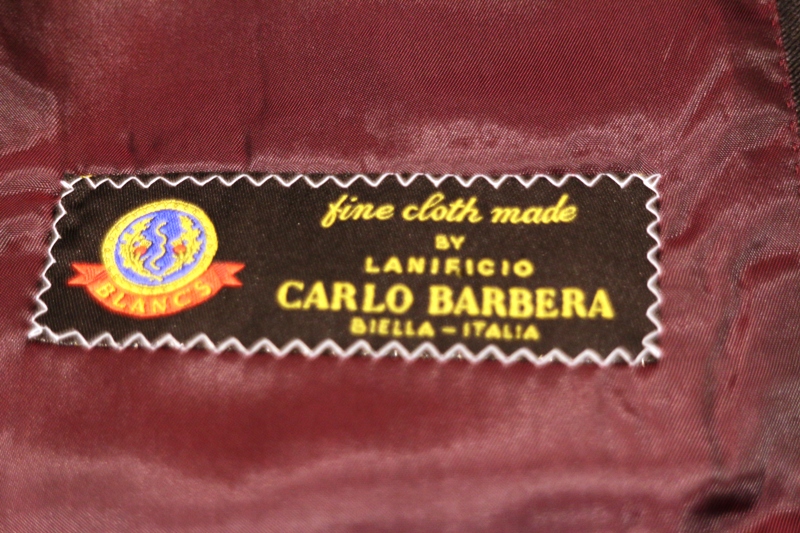 BLANC'S
fine cloth made
BY
LANIFICIO
CARLO BARBERA
BIELLA - ITALIA